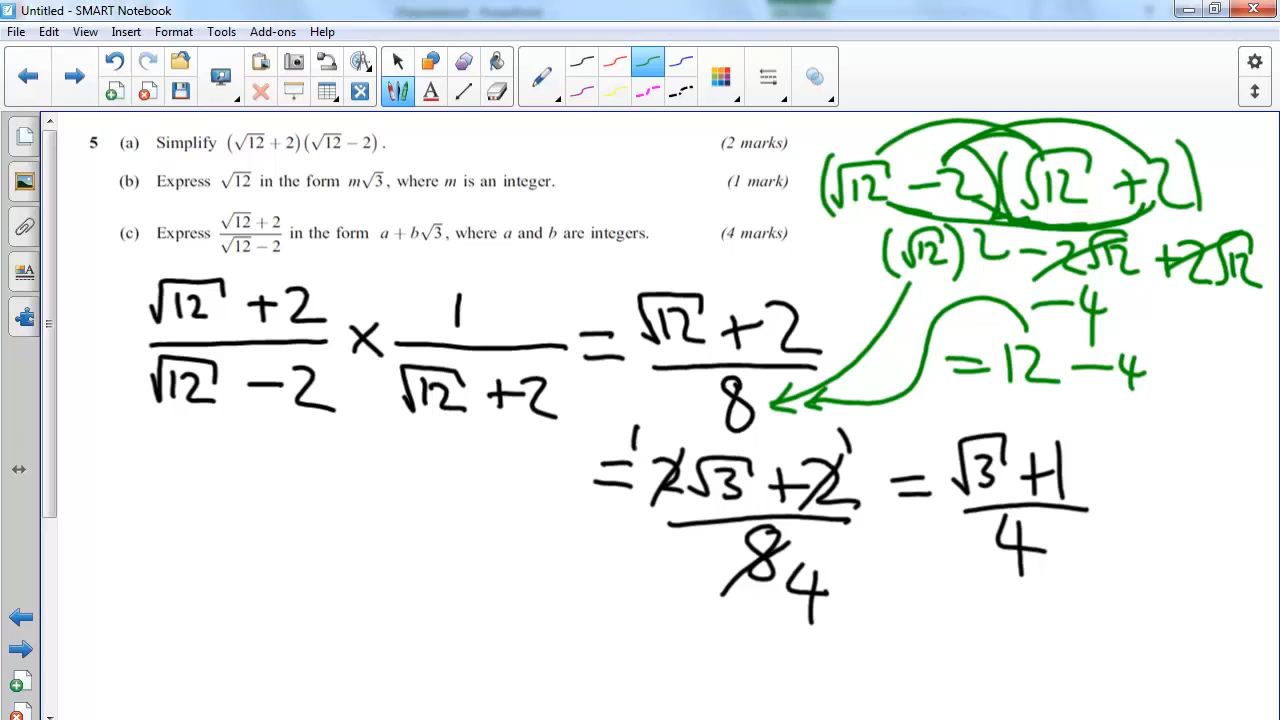 Untitled - SMART Notebook
File Edit View Insert Format Tools Add-ons Help
5 (a) Simplify (√12 + 2)(√12 − 2). (2 marks)
(b) Express √12 in the form m√3, where m is an integer. (1 mark)
(c) Express (√12 + 2)/(√12 − 2) in the form a + b√3, where a and b are integers. (4 marks)
(√12 − 2)(√12 + 2)
(√12)2 − 2√12 + 2√12
− 4
= 12 − 4
(√12 + 2)/(√12 − 2) × 1/(√12 + 2) = (√12 + 2)/8
= 1 2√3 + 2 1 / 8 4 = (√3 + 1)/4